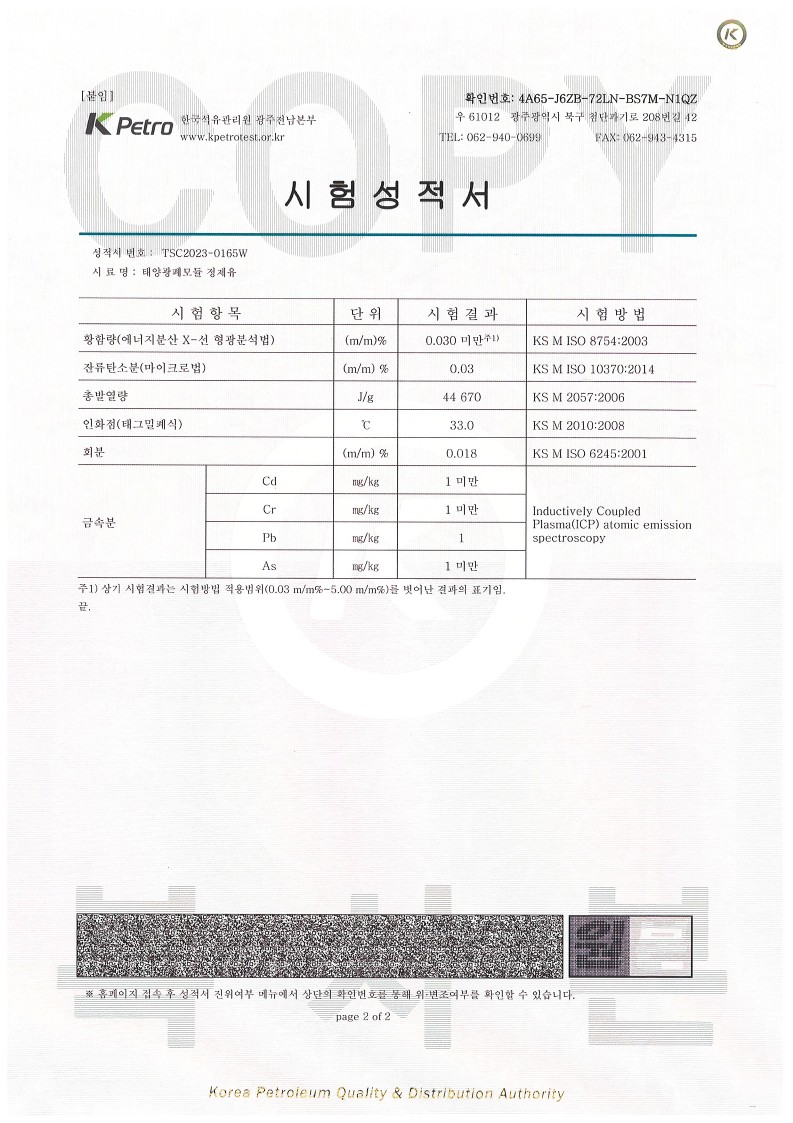 K
[붙임]
확인번호: 4A65-J6ZB-72LN-BS7M-N1QZ
K Petro 한국석유관리원 광주전남본부
우 61012 광주광역시 북구 첨단과기로 208번길 42
www.kpetrotest.or.kr
TEL: 062-940-0699 FAX: 062-943-4315
COPY
시험성적서
성적서 번호 : TSC2023-0165W
시 료 명 : 태양광폐모듈 정제유
시 험 항 목 단 위 시 험 결 과 시 험 방 법
황함량(에너지분산 X-선 형광분석법) (m/m)% 0.030 미만주1) KS M ISO 8754:2003
잔류탄소분(마이크로법) (m/m) % 0.03 KS M ISO 10370:2014
총발열량 J/g 44 670 KS M 2057:2006
인화점(태그밀폐식) ℃ 33.0 KS M 2010:2008
회분 (m/m) % 0.018 KS M ISO 6245:2001
금속분
Cd mg/kg 1 미만
Cr mg/kg 1 미만
Pb mg/kg 1
As mg/kg 1 미만
Inductively Coupled
Plasma(ICP) atomic emission
spectroscopy
주1) 상기 시험결과는 시험방법 적용범위(0.03 m/m%~5.00 m/m%)를 벗어난 결과의 표기임.
끝.
원본
※ 홈페이지 접속 후 성적서 진위여부 메뉴에서 상단의 확인번호를 통해 위·변조여부를 확인할 수 있습니다.
page 2 of 2
Korea Petroleum Quality & Distribution Authority